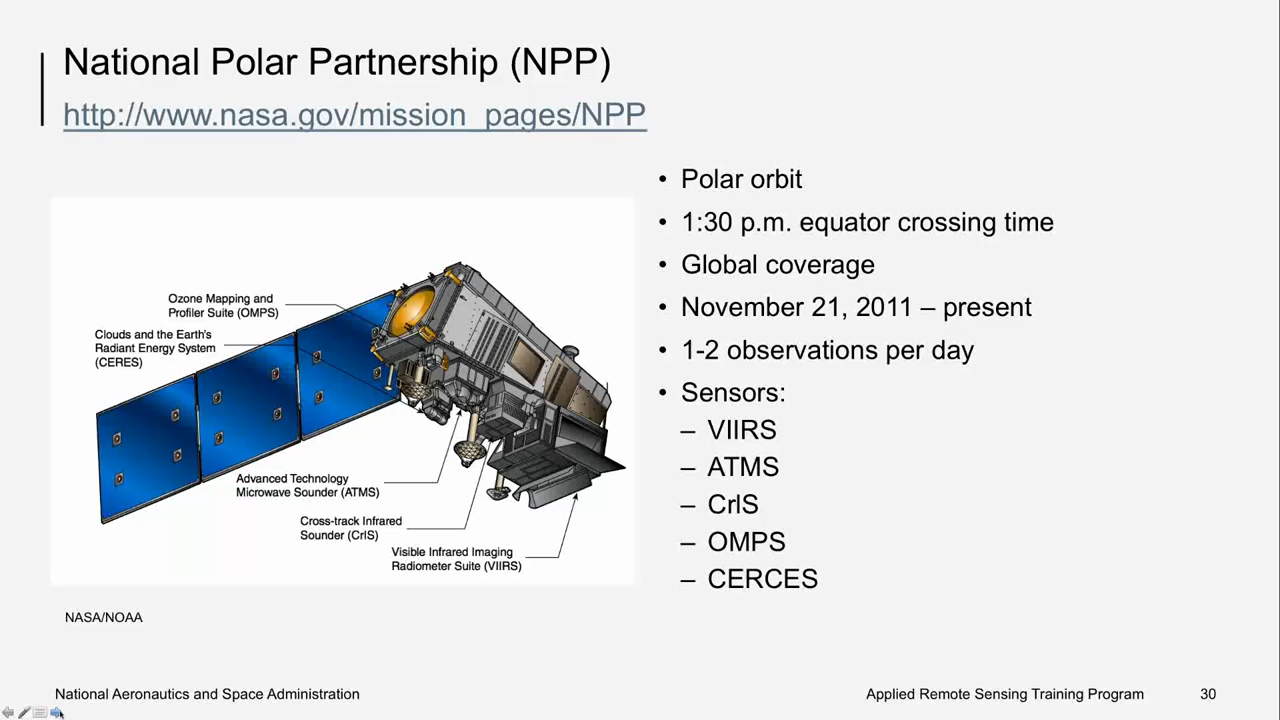 National Polar Partnership (NPP)
http://www.nasa.gov/mission_pages/NPP
Ozone Mapping and
Profiler Suite (OMPS)
Clouds and the Earth's
Radiant Energy System
(CERES)
Advanced Technology
Microwave Sounder (ATMS)
Cross-track Infrared
Sounder (CrIS)
Visible Infrared Imaging
Radiometer Suite (VIIRS)
NASA/NOAA
• Polar orbit
• 1:30 p.m. equator crossing time
• Global coverage
• November 21, 2011 – present
• 1-2 observations per day
• Sensors:
– VIIRS
– ATMS
– CrIS
– OMPS
– CERCES
National Aeronautics and Space Administration
Applied Remote Sensing Training Program
30